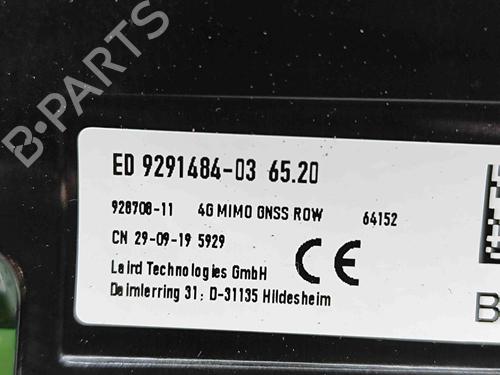 B-PARTS
ED 9291484-03 65.20
928708-11 4G MIMO GNSS ROW 64152
CN 29-09-19 5929
Laird Technologies GmbH CE
Daimlerring 31; D-31135 Hildesheim